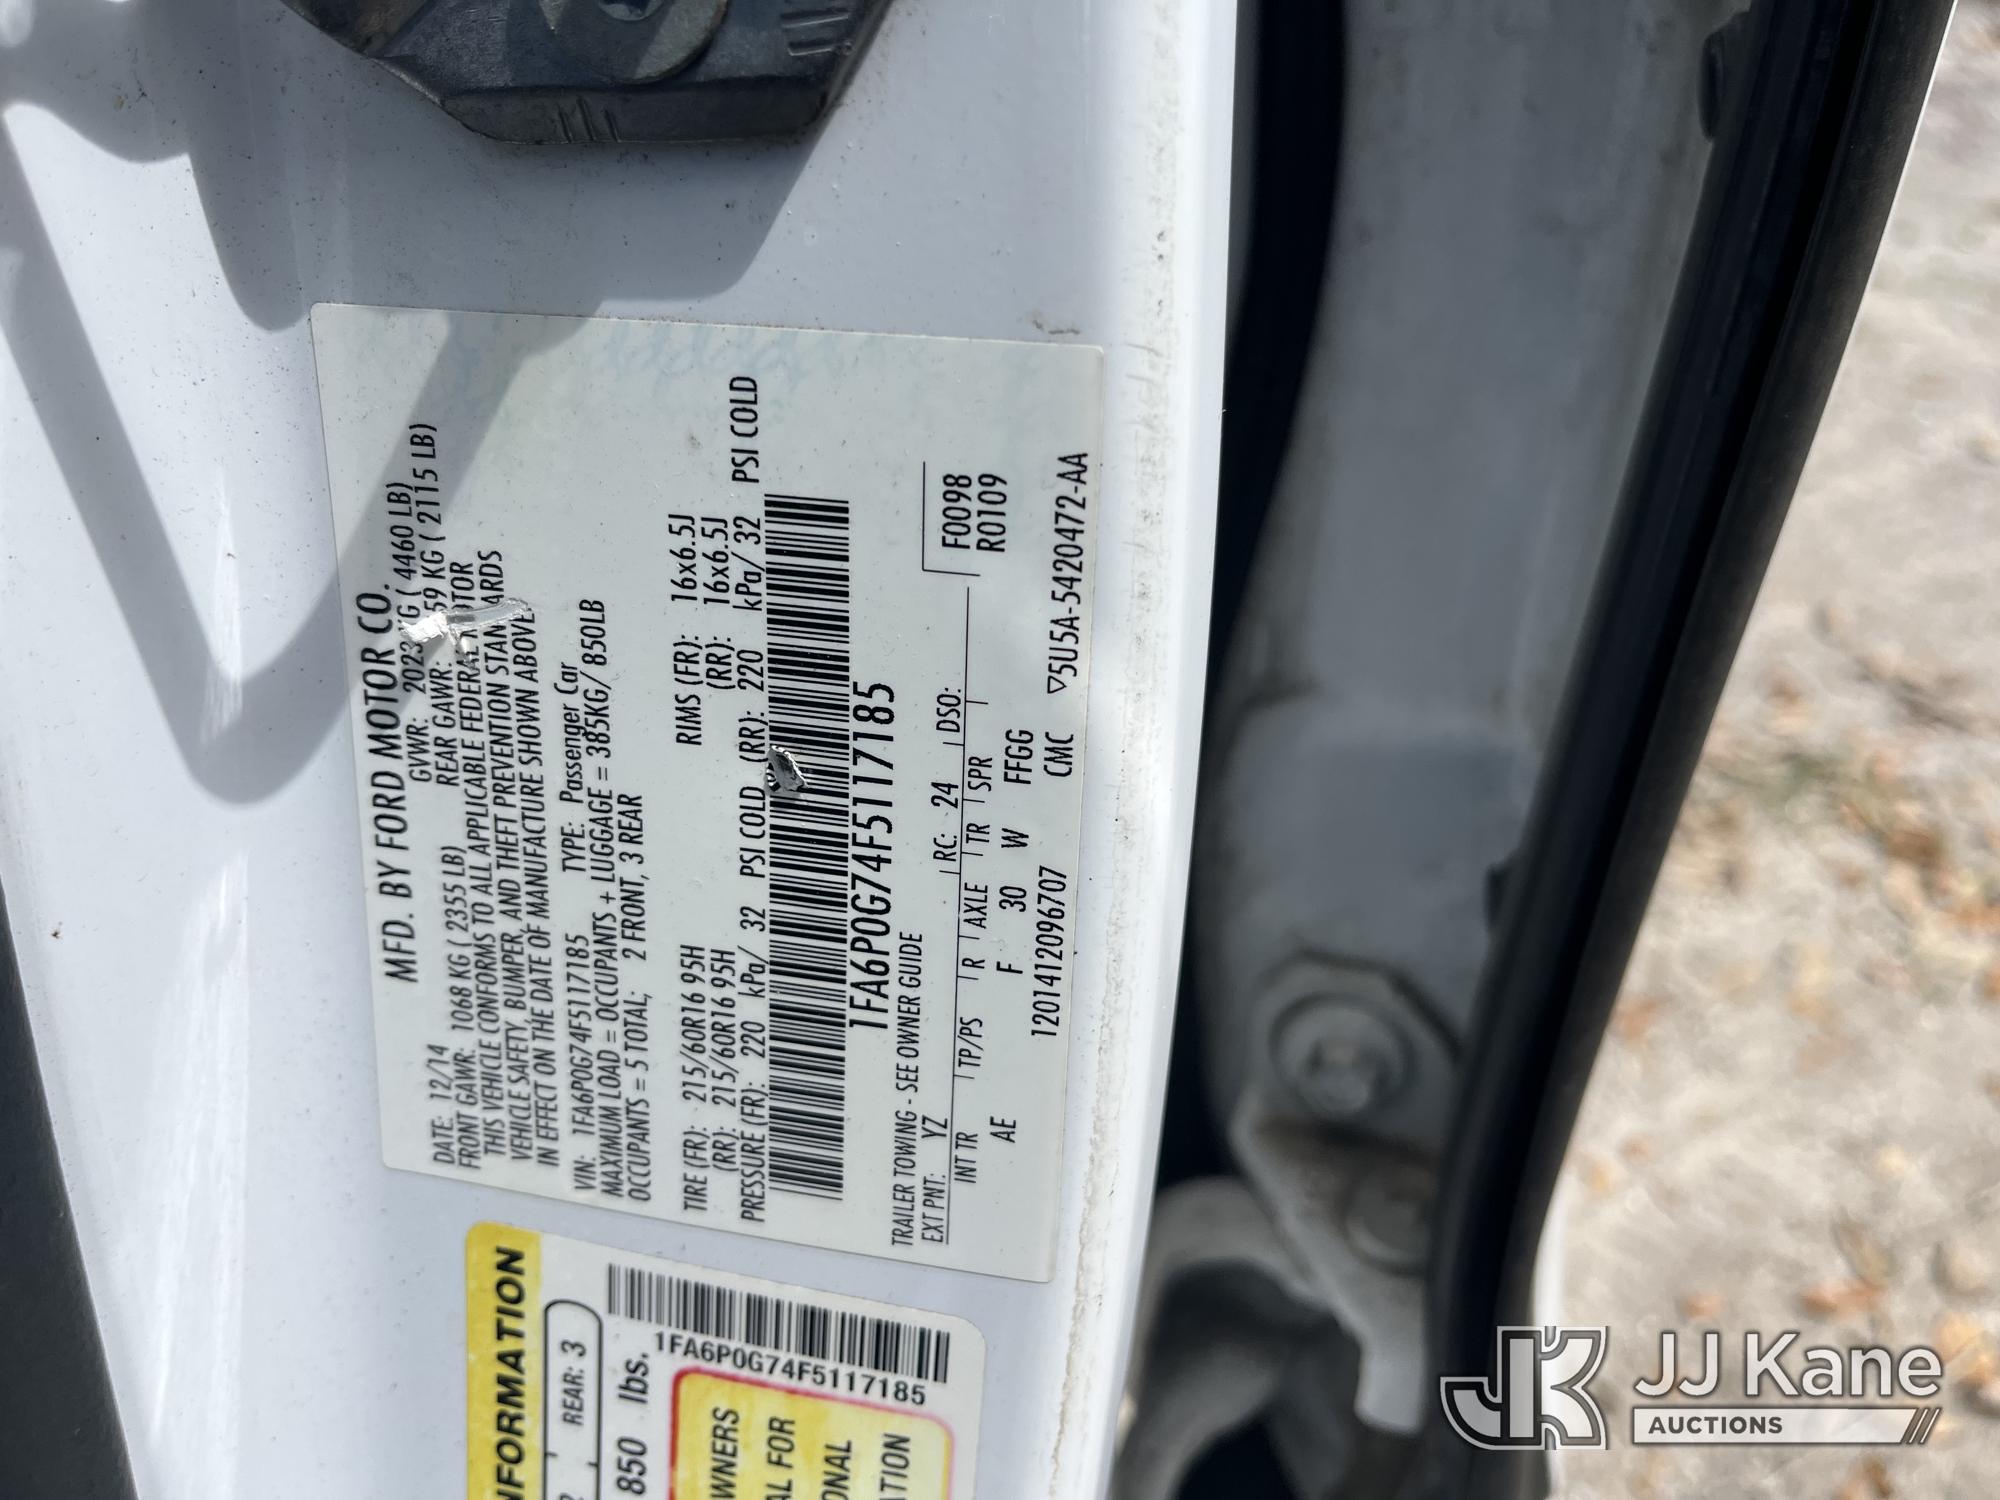 MFD. BY FORD MOTOR CO.
DATE: 12/14 GVWR: 2023 KG ( 4460 LB)
FRONT GAWR: 1068 KG ( 2355 LB) REAR GAWR: 59 KG ( 2115 LB)
THIS VEHICLE CONFORMS TO ALL APPLICABLE FEDERAL MOTOR
VEHICLE SAFETY, BUMPER, AND THEFT PREVENTION STANDARDS
IN EFFECT ON THE DATE OF MANUFACTURE SHOWN ABOVE
VIN: 1FA6P0G74F5117185 TYPE: Passenger Car
MAXIMUM LOAD = OCCUPANTS + LUGGAGE = 385KG/ 850LB
OCCUPANTS = 5 TOTAL; 2 FRONT, 3 REAR
TIRE (FR): 215/60R16 95H RIMS (FR): 16x6.5J
(RR): 215/60R16 95H (RR): 16x6.5J
PRESSURE (FR): 220 kPa/ 32 PSI COLD (RR): 220 kPa/ 32 PSI COLD
1FA6P0G74F5117185
TRAILER TOWING - SEE OWNER GUIDE
EXT PNT: YZ RC: 24 DSO: F0098
INT TR TP/PS R AXLE TR SPR R0109
AE F 30 W FFGG
1201412096707 CMC ▽5U5A-5420472-AA
NFORMATION
REAR: 3
850 lbs.
1FA6P0G74F5117185
WNERS
AL FOR
ONAL
ATION
JK JJ Kane
AUCTIONS